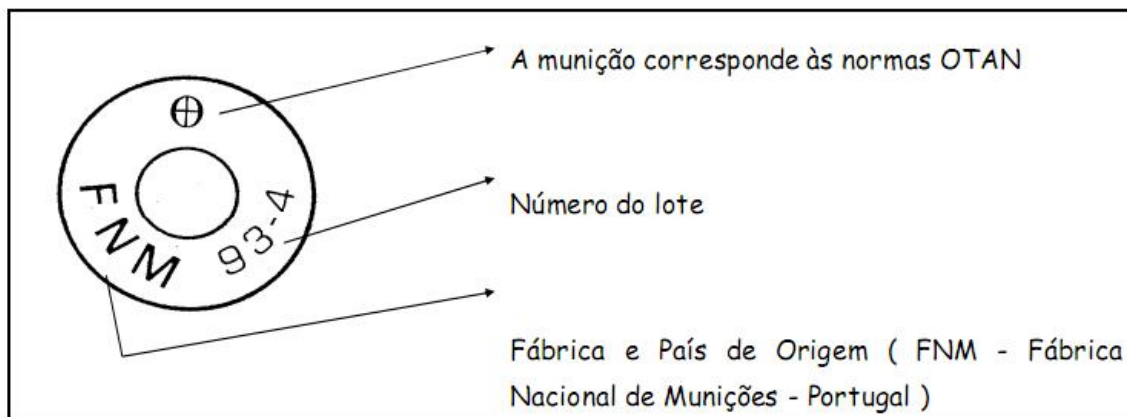 A munição corresponde às normas OTAN
FNM
93-4
Número do lote
Fábrica e País de Origem ( FNM - Fábrica
Nacional de Munições - Portugal )